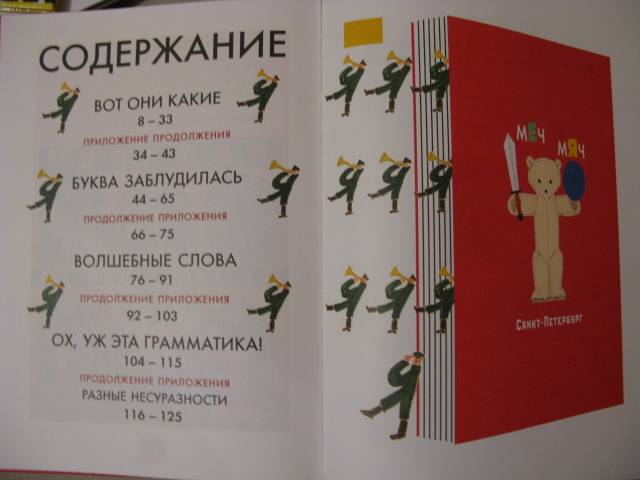 СОДЕРЖАНИЕ
ВОТ ОНИ КАКИЕ
8 – 33
ПРИЛОЖЕНИЕ ПРОДОЛЖЕНИЯ
34 – 43
БУКВА ЗАБЛУДИЛАСЬ
44 – 65
ПРОДОЛЖЕНИЕ ПРИЛОЖЕНИЯ
66 – 75
ВОЛШЕБНЫЕ СЛОВА
76 – 91
ПРОДОЛЖЕНИЕ ПРИЛОЖЕНИЯ
92 – 103
ОХ, УЖ ЭТА ГРАММАТИКА!
104 – 115
ПРОДОЛЖЕНИЕ ПРИЛОЖЕНИЯ
РАЗНЫЕ НЕСУРАЗНОСТИ
116 – 125
МЕЧ
МЯЧ
САНКТ-ПЕТЕРБУРГ